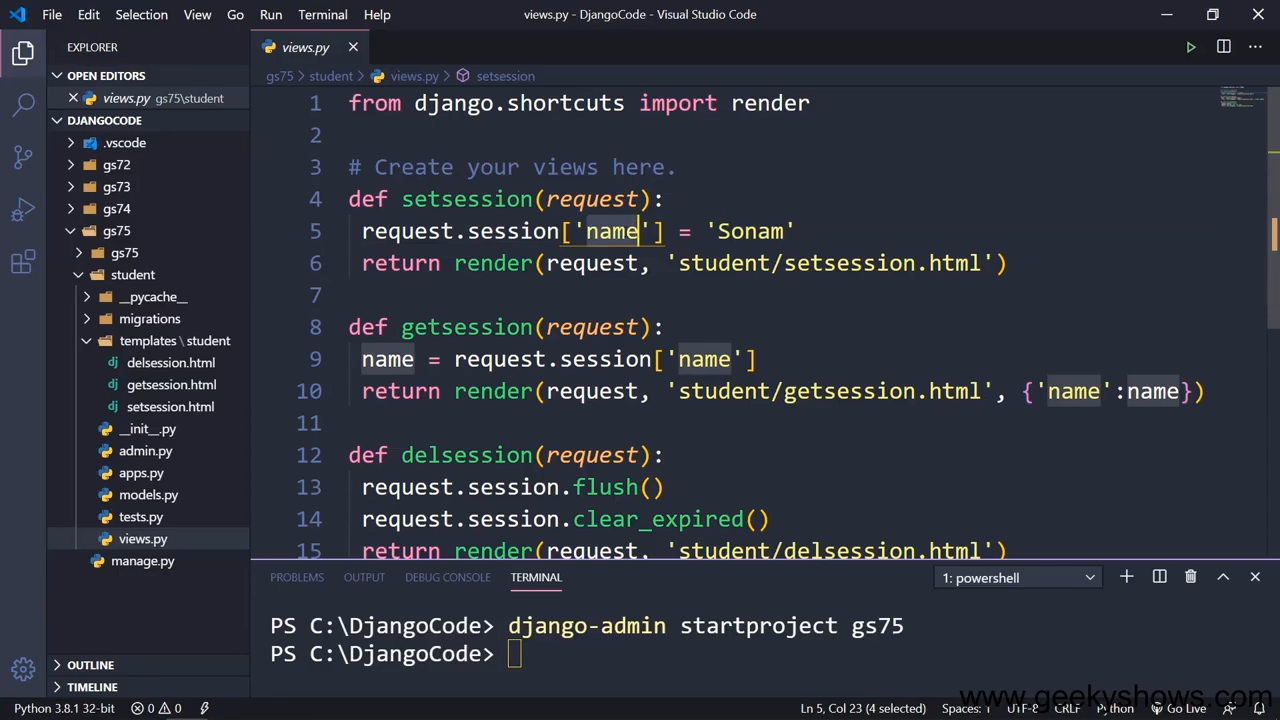 File Edit Selection View Go Run Terminal Help views.py - DjangoCode - Visual Studio Code
EXPLORER
views.py
OPEN EDITORS
views.py gs75\student
DJANGOCODE
.vscode
gs72
gs73
gs74
gs75
gs75
student
__pycache__
migrations
templates \ student
delsession.html
getsession.html
setsession.html
__init__.py
admin.py
apps.py
models.py
tests.py
views.py
manage.py
OUTLINE
TIMELINE
gs75 > student > views.py > setsession
1 from django.shortcuts import render
2
3 # Create your views here.
4 def setsession(request):
5 request.session['name'] = 'Sonam'
6 return render(request, 'student/setsession.html')
7
8 def getsession(request):
9 name = request.session['name']
10 return render(request, 'student/getsession.html', {'name':name})
11
12 def delsession(request):
13 request.session.flush()
14 request.session.clear_expired()
15 return render(request, 'student/delsession.html')
PROBLEMS OUTPUT DEBUG CONSOLE TERMINAL 1: powershell
PS C:\DjangoCode> django-admin startproject gs75
PS C:\DjangoCode>
www.geekyshows.com
Python 3.8.1 32-bit 0 0 Ln 5, Col 23 (4 selected) Spaces: 1 UTF-8 CRLF Python Go Live